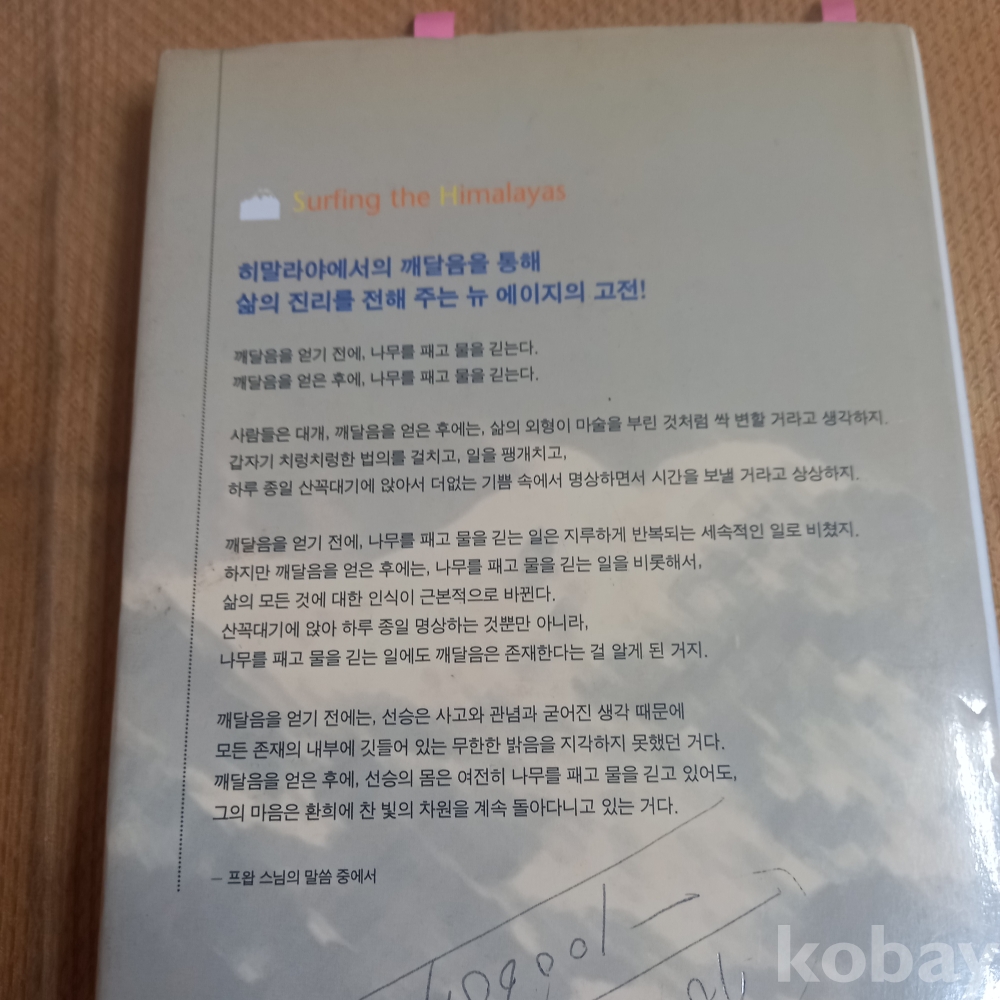 Surfing the Himalayas
히말라야에서의 깨달음을 통해
삶의 진리를 전해 주는 뉴 에이지의 고전!
깨달음을 얻기 전에, 나무를 패고 물을 긷는다.
깨달음을 얻은 후에, 나무를 패고 물을 긷는다.
사람들은 대개, 깨달음을 얻은 후에는, 삶의 외형이 마술을 부린 것처럼 싹 변할 거라고 생각하지.
갑자기 치렁치렁한 법의를 걸치고, 일을 팽개치고,
하루 종일 산꼭대기에 앉아서 더없는 기쁨 속에서 명상하면서 시간을 보낼 거라고 상상하지.
깨달음을 얻기 전에, 나무를 패고 물을 긷는 일은 지루하게 반복되는 세속적인 일로 비쳤지.
하지만 깨달음을 얻은 후에는, 나무를 패고 물을 긷는 일을 비롯해서,
삶의 모든 것에 대한 인식이 근본적으로 바뀐다.
산꼭대기에 앉아 하루 종일 명상하는 것뿐만 아니라,
나무를 패고 물을 긷는 일에도 깨달음은 존재한다는 걸 알게 된 거지.
깨달음을 얻기 전에는, 선승은 사고와 관념과 굳어진 생각 때문에
모든 존재의 내부에 깃들어 있는 무한한 밝음을 지각하지 못했던 거다.
깨달음을 얻은 후에, 선승의 몸은 여전히 나무를 패고 물을 긷고 있어도,
그의 마음은 환희에 찬 빛의 차원을 계속 돌아다니고 있는 거다.
– 프왑 스님의 말씀 중에서
kobay